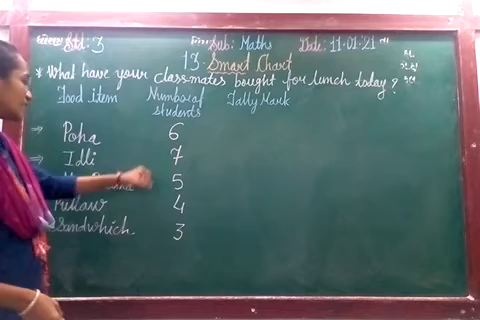 Std: 3 Sub: Maths Date: 11.01.21
13. Smart Chart
* What have your classmates bought for lunch today?
Food item Number of students Tally Mark
⇒ Poha 6
⇒ Idli 7
5
4
Sandwhich. 3